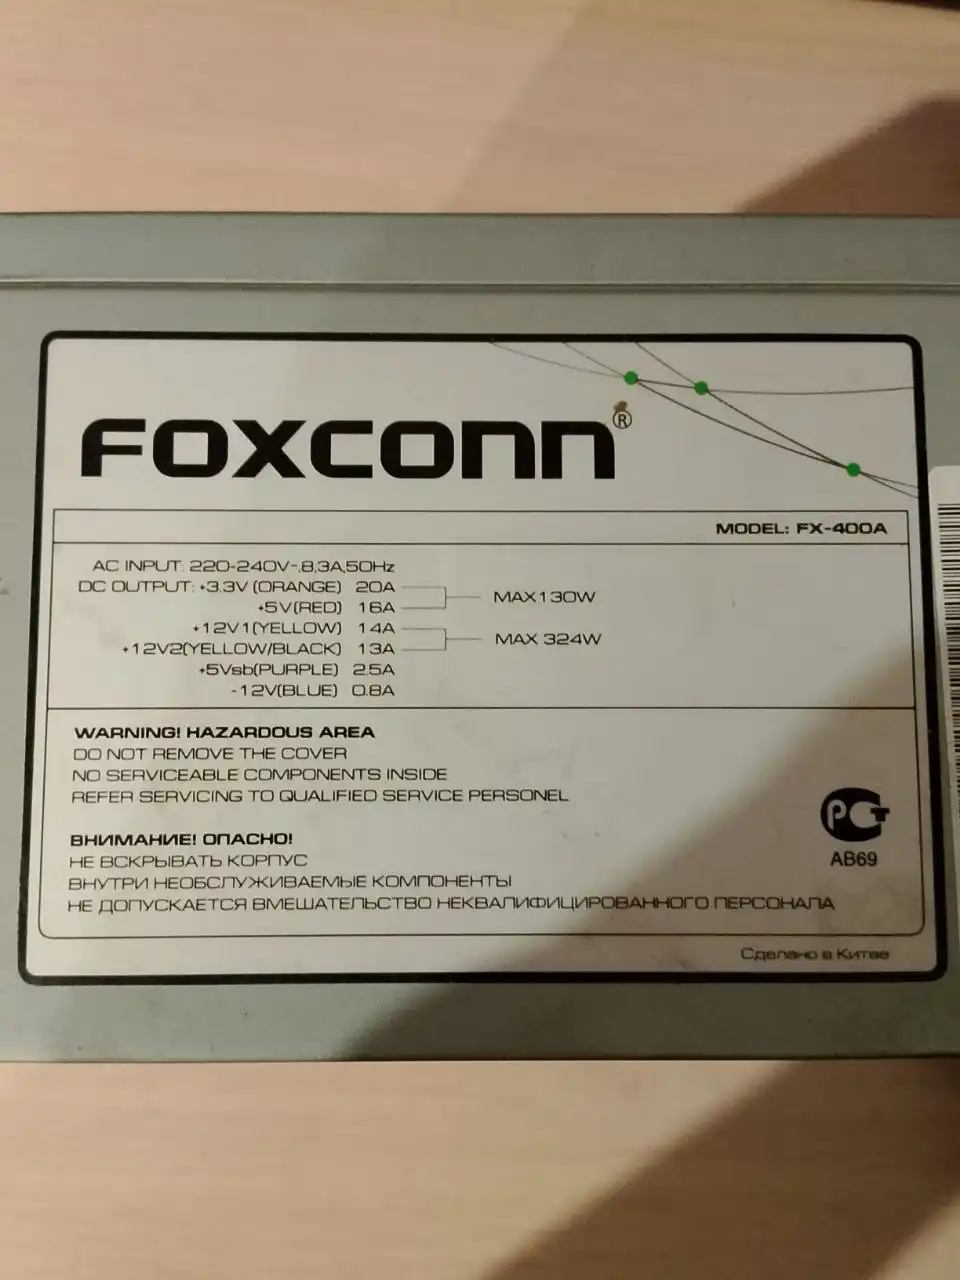 FOXCONN®
MODEL: FX-400A
AC INPUT: 220-240V~,8,3A,50Hz
DC OUTPUT: +3.3V (ORANGE) 20A
+5V(RED) 16A
MAX130W
+12V1(YELLOW) 14A
+12V2(YELLOW/BLACK) 13A
MAX 324W
+5Vsb(PURPLE) 2.5A
-12V(BLUE) 0.8A
WARNING! HAZARDOUS AREA
DO NOT REMOVE THE COVER
NO SERVICEABLE COMPONENTS INSIDE
REFER SERVICING TO QUALIFIED SERVICE PERSONEL
ВНИМАНИЕ! ОПАСНО!
НЕ ВСКРЫВАТЬ КОРПУС
ВНУТРИ НЕОБСЛУЖИВАЕМЫЕ КОМПОНЕНТЫ
НЕ ДОПУСКАЕТСЯ ВМЕШАТЕЛЬСТВО НЕКВАЛИФИЦИРОВАННОГО ПЕРСОНАЛА
РСТ
АВ69
Сделано в Китае